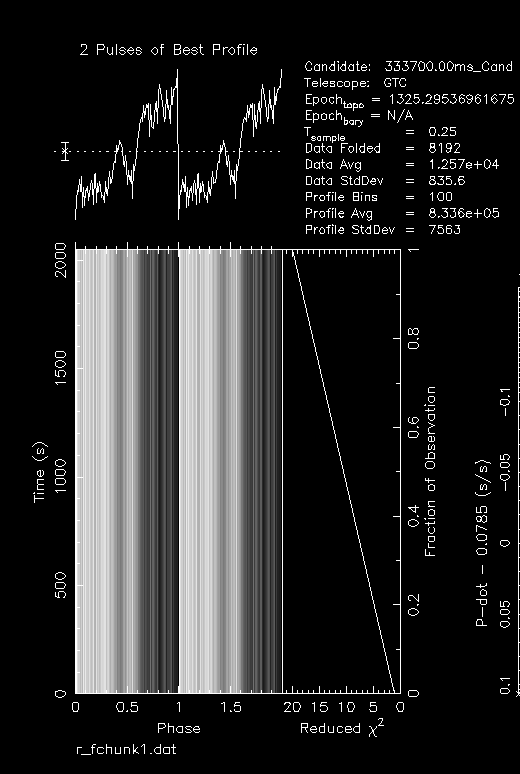 2 Pulses of Best Profile
Candidate: 333700.00ms_Cand
Telescope: GTC
Epoch_topo = 1325.29536961675
Epoch_bary = N/A
T_sample = 0.25
Data Folded = 8192
Data Avg = 1.257e+04
Data StdDev = 835.6
Profile Bins = 100
Profile Avg = 8.336e+05
Profile StdDev = 7563
Time (s)
0 500 1000 1500 2000
0 0.5 1 1.5
Phase
20 15 10 5 0
Reduced χ²
0 0.2 0.4 0.6 0.8 1
Fraction of Observation
P-dot − 0.0785 (s/s)
0.1 0.05 0 −0.05 −0.1
r_fchunk1.dat